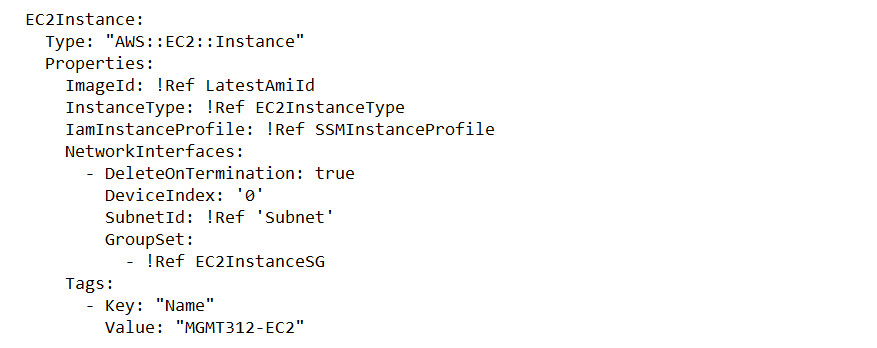 EC2Instance:
  Type: "AWS::EC2::Instance"
  Properties:
    ImageId: !Ref LatestAmiId
    InstanceType: !Ref EC2InstanceType
    IamInstanceProfile: !Ref SSMInstanceProfile
    NetworkInterfaces:
      - DeleteOnTermination: true
        DeviceIndex: '0'
        SubnetId: !Ref 'Subnet'
        GroupSet:
          - !Ref EC2InstanceSG
    Tags:
      - Key: "Name"
        Value: "MGMT312-EC2"